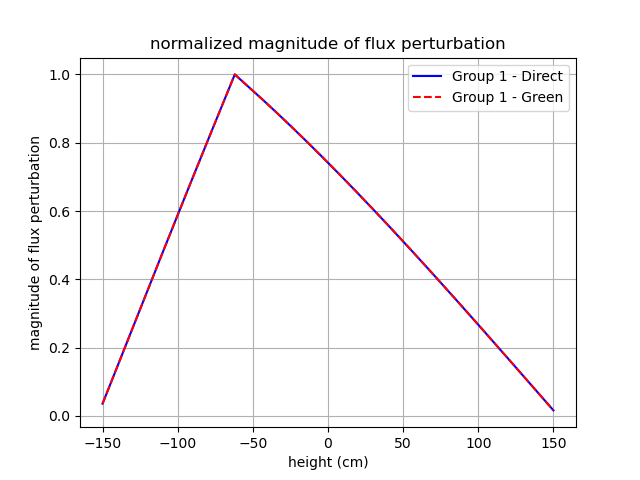 normalized magnitude of flux perturbation
Group 1 - Direct
Group 1 - Green
magnitude of flux perturbation
1.0
0.8
0.6
0.4
0.2
0.0
−150 −100 −50 0 50 100 150
height (cm)